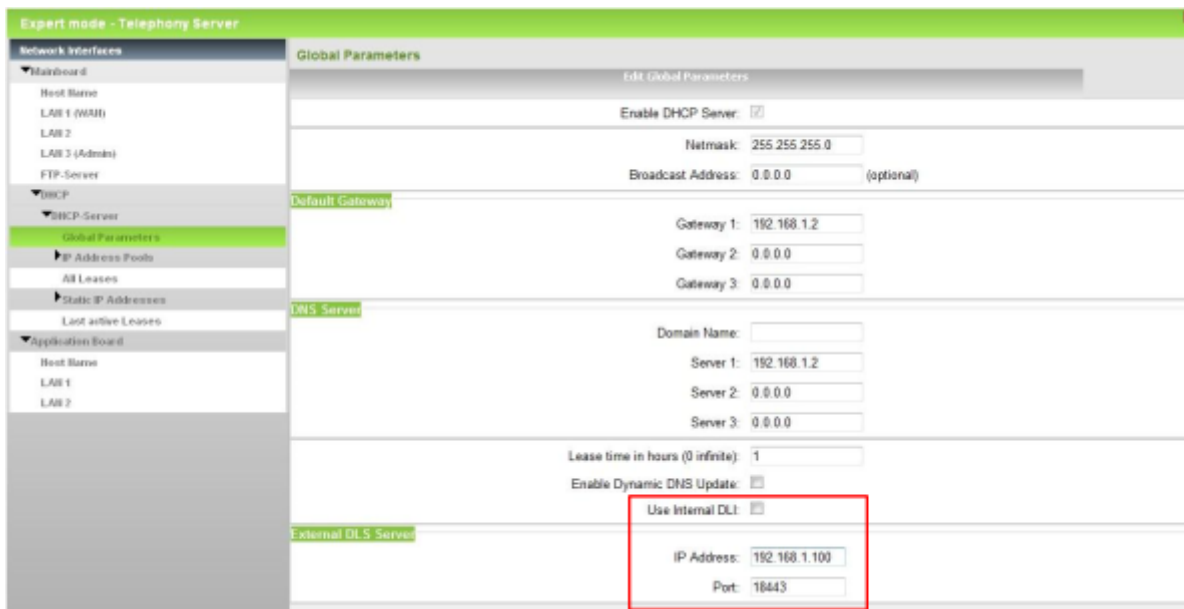 Expert mode - Telephony Server
Network Interfaces
Mainboard
Host Name
LAN 1 (WAN)
LAN 2
LAN 3 (Admin)
FTP-Server
DHCP
DHCP-Server
Global Parameters
IP Address Pools
All Leases
Static IP Addresses
Last active Leases
Application Board
Host Name
LAN 1
LAN 2
Global Parameters
Edit Global Parameters
Enable DHCP Server:
Netmask: 255.255.255.0
Broadcast Address: 0.0.0.0 (optional)
Default Gateway
Gateway 1: 192.168.1.2
Gateway 2: 0.0.0.0
Gateway 3: 0.0.0.0
DNS Server
Domain Name:
Server 1: 192.168.1.2
Server 2: 0.0.0.0
Server 3: 0.0.0.0
Lease time in hours (0 infinite): 1
Enable Dynamic DNS Update:
Use Internal DLI:
External DLS Server
IP Address: 192.168.1.100
Port: 18443